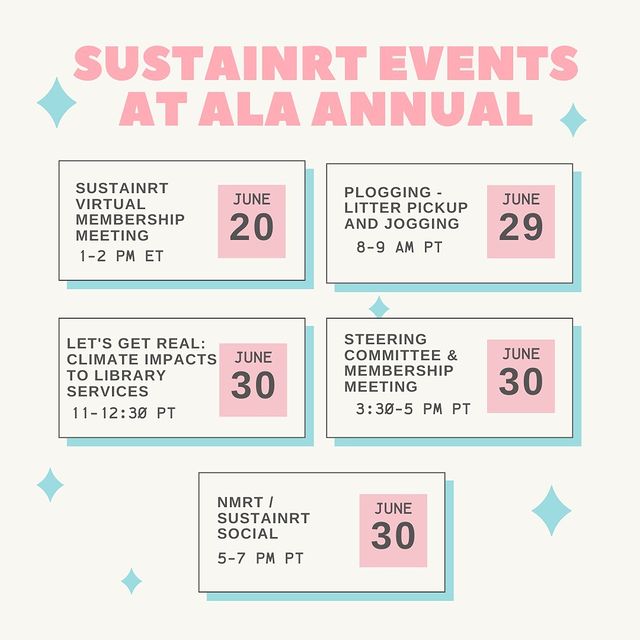 SUSTAINRT EVENTS
AT ALA ANNUAL
SUSTAINRT
VIRTUAL
MEMBERSHIP
MEETING
1-2 PM ET
JUNE
20
PLOGGING -
LITTER PICKUP
AND JOGGING
8-9 AM PT
JUNE
29
LET'S GET REAL:
CLIMATE IMPACTS
TO LIBRARY
SERVICES
11-12:30 PT
JUNE
30
STEERING
COMMITTEE &
MEMBERSHIP
MEETING
3:30-5 PM PT
JUNE
30
NMRT /
SUSTAINRT
SOCIAL
5-7 PM PT
JUNE
30